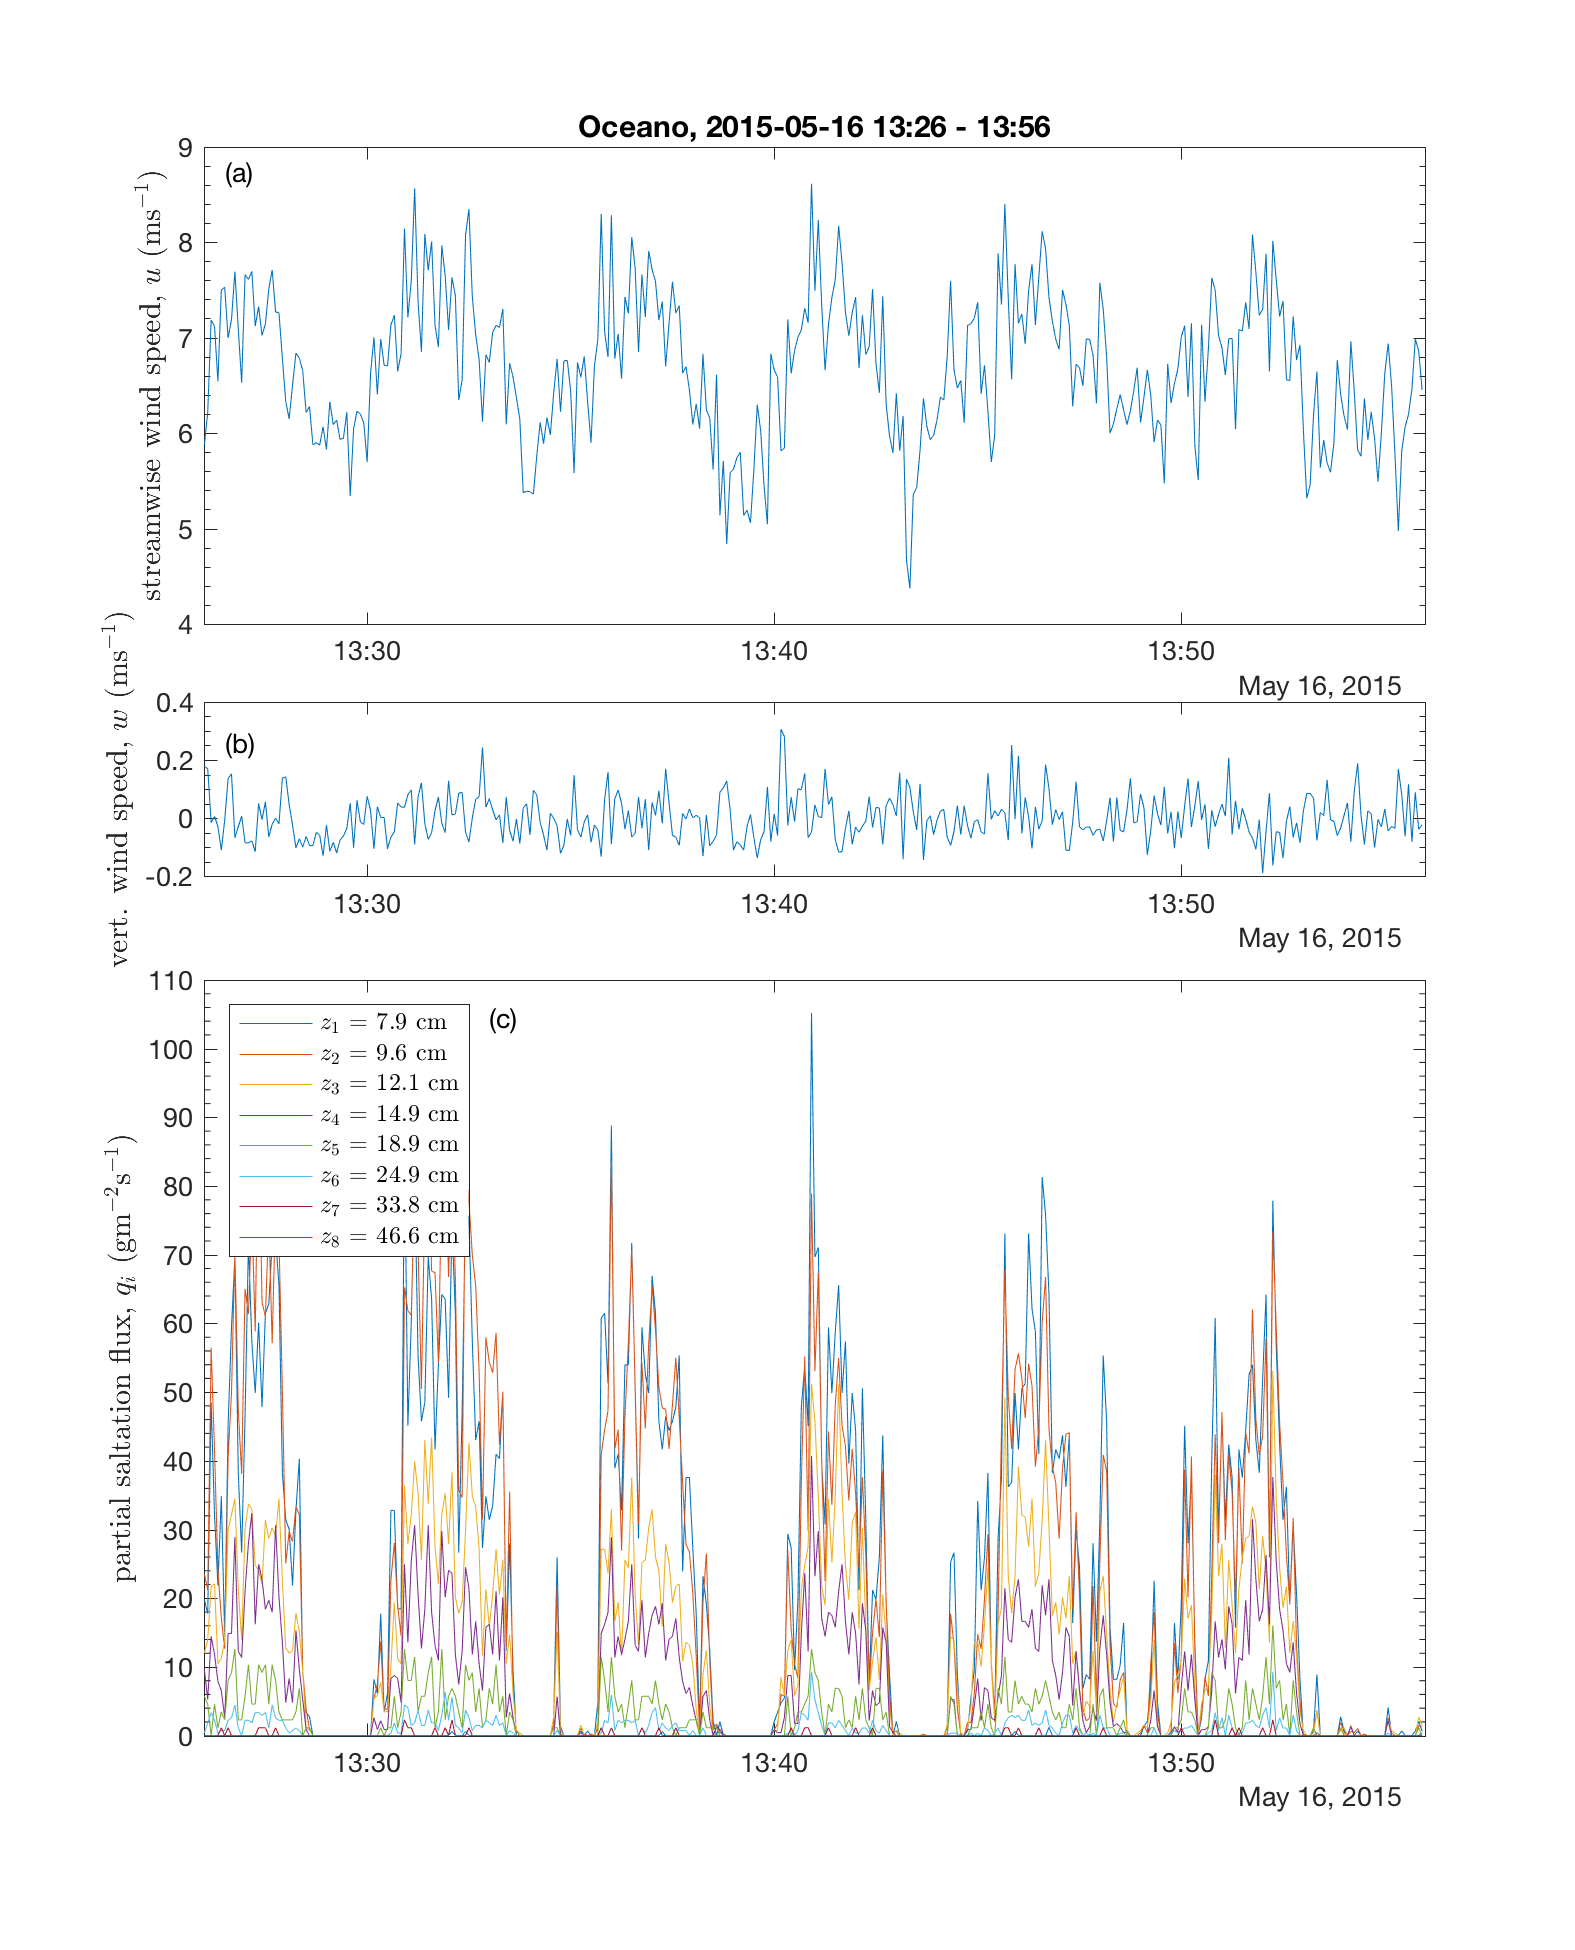 Oceano, 2015-05-16 13:26 - 13:56
(a)
streamwise wind speed, u (ms⁻¹)
9
8
7
6
5
4
13:30 13:40 13:50
May 16, 2015
(b)
vert. wind speed, w (ms⁻¹)
0.4
0.2
0
-0.2
13:30 13:40 13:50
May 16, 2015
(c)
partial saltation flux, qᵢ (gm⁻²s⁻¹)
110
100
90
80
70
60
50
40
30
20
10
0
z₁ = 7.9 cm
z₂ = 9.6 cm
z₃ = 12.1 cm
z₄ = 14.9 cm
z₅ = 18.9 cm
z₆ = 24.9 cm
z₇ = 33.8 cm
z₈ = 46.6 cm
13:30 13:40 13:50
May 16, 2015